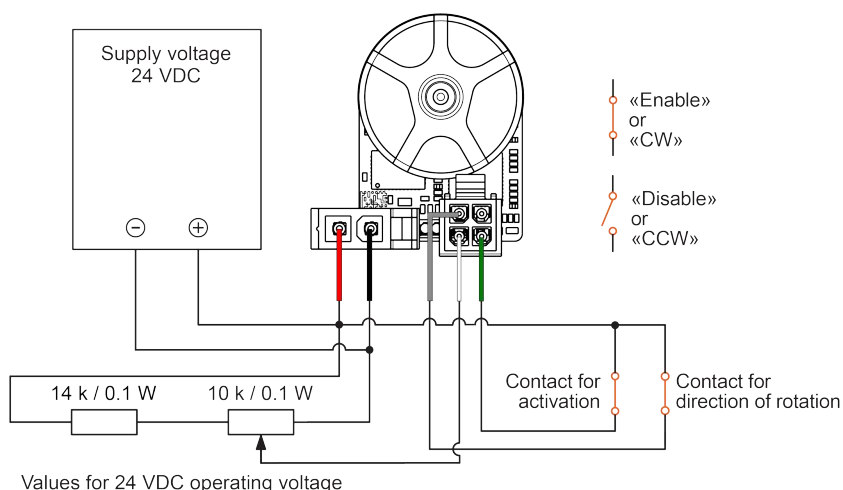 Supply voltage
24 VDC
«Enable»
or
«CW»
«Disable»
or
«CCW»
14 k / 0.1 W
10 k / 0.1 W
Contact for
activation
Contact for
direction of rotation
Values for 24 VDC operating voltage